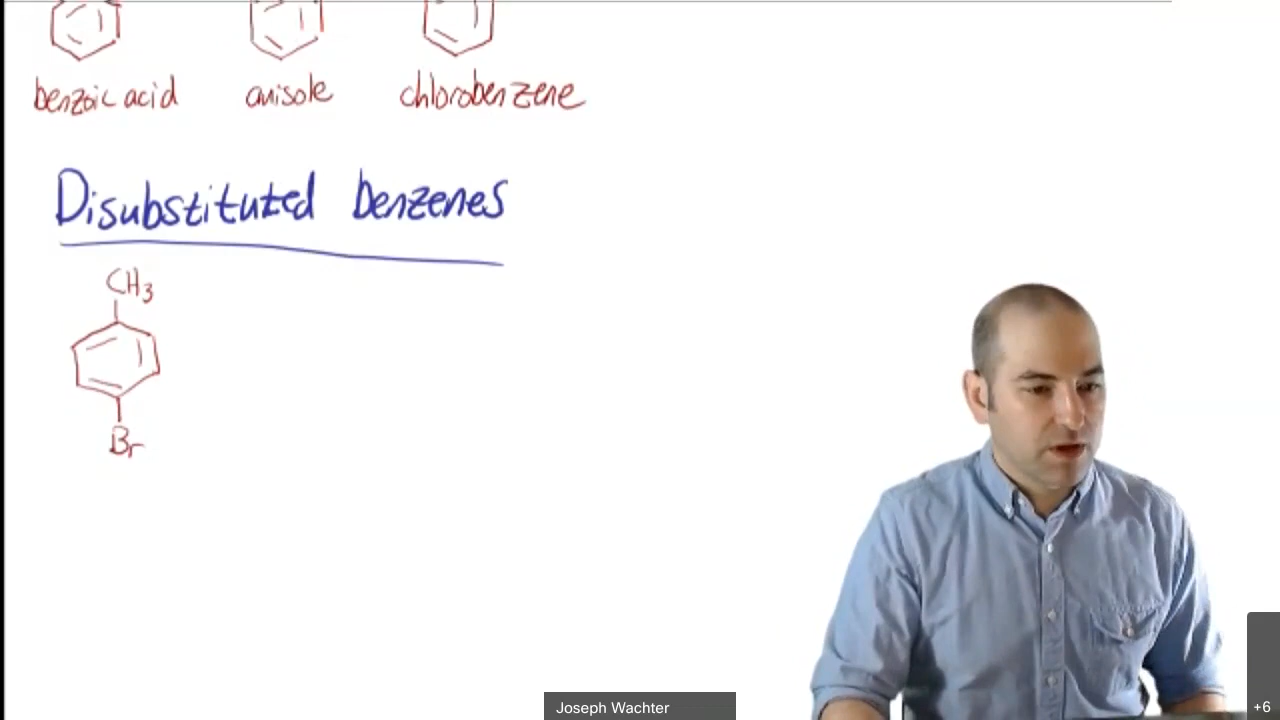 benzoic acid anisole chlorobenzene
Disubstituted benzenes
CH3
Br
Joseph Wachter
+6